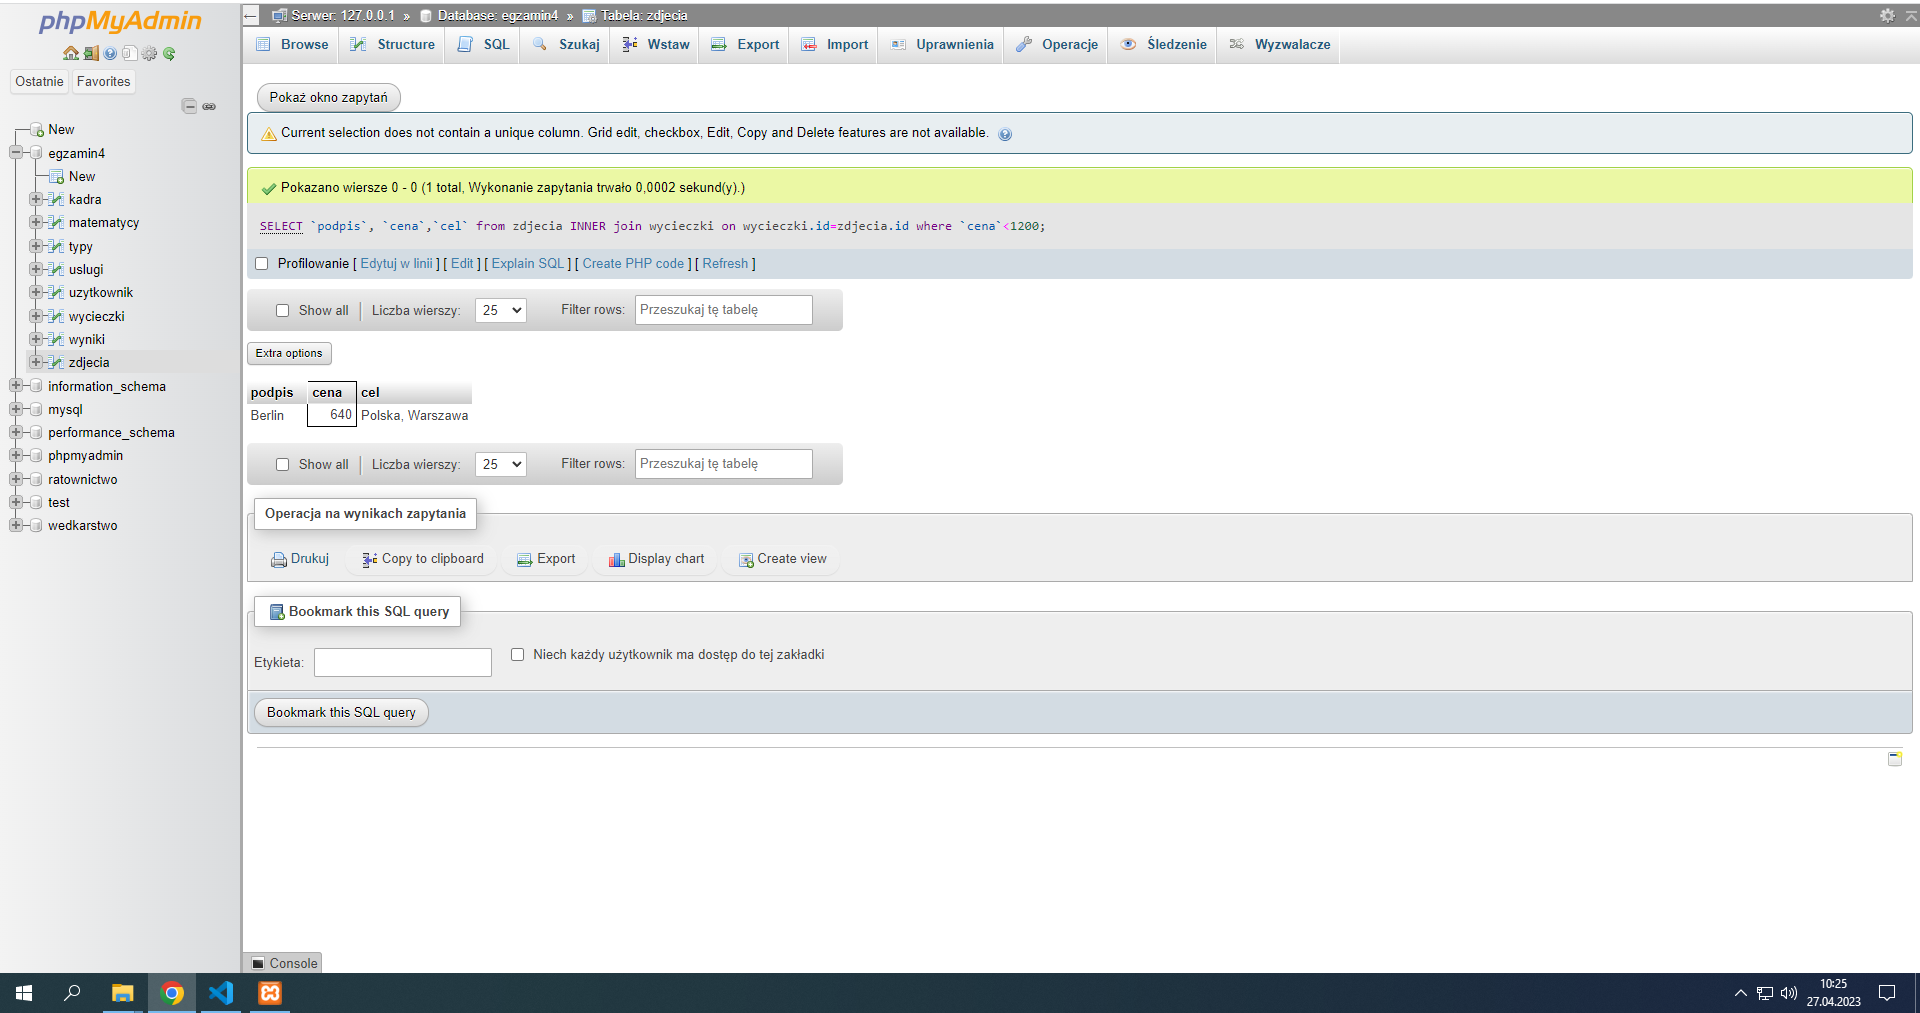 phpMyAdmin
Ostatnie Favorites
New
egzamin4
New
kadra
matematycy
typy
uslugi
uzytkownik
wycieczki
wyniki
zdjecia
information_schema
mysql
performance_schema
phpmyadmin
ratownictwo
test
wedkarstwo
Serwer: 127.0.0.1 » Database: egzamin4 » Tabela: zdjecia
Browse Structure SQL Szukaj Wstaw Export Import Uprawnienia Operacje Śledzenie Wyzwalacze
Pokaż okno zapytań
Current selection does not contain a unique column. Grid edit, checkbox, Edit, Copy and Delete features are not available.
Pokazano wiersze 0 - 0 (1 total, Wykonanie zapytania trwało 0,0002 sekund(y).)
SELECT `podpis`, `cena`,`cel` from zdjecia INNER join wycieczki on wycieczki.id=zdjecia.id where `cena`<1200;
Profilowanie [ Edytuj w linii ] [ Edit ] [ Explain SQL ] [ Create PHP code ] [ Refresh ]
Show all | Liczba wierszy: 25 Filter rows: Przeszukaj tę tabelę
Extra options
podpis cena cel
Berlin 640 Polska, Warszawa
Show all | Liczba wierszy: 25 Filter rows: Przeszukaj tę tabelę
Operacja na wynikach zapytania
Drukuj Copy to clipboard Export Display chart Create view
Bookmark this SQL query
Etykieta: Niech każdy użytkownik ma dostęp do tej zakładki
Bookmark this SQL query
Console
10:25
27.04.2023